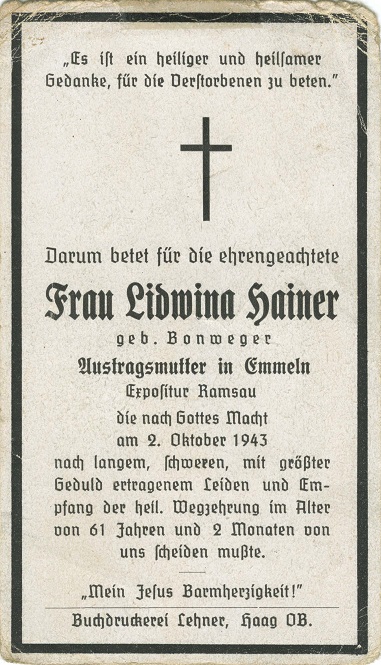 „Es ist ein heiliger und heilsamer
Gedanke, für die Verstorbenen zu beten.“
Darum betet für die ehrengeachtete
Frau Lidwina Hainer
geb. Bonweger
Austragsmutter in Emmeln
Expositur Ramsau
die nach Gottes Macht
am 2. Oktober 1943
nach langem, schweren, mit größter
Geduld ertragenem Leiden und Em-
pfang der heil. Wegzehrung im Alter
von 61 Jahren und 2 Monaten von
uns scheiden mußte.
„Mein Jesus Barmherzigkeit!“
Buchdruckerei Lehner, Haag OB.